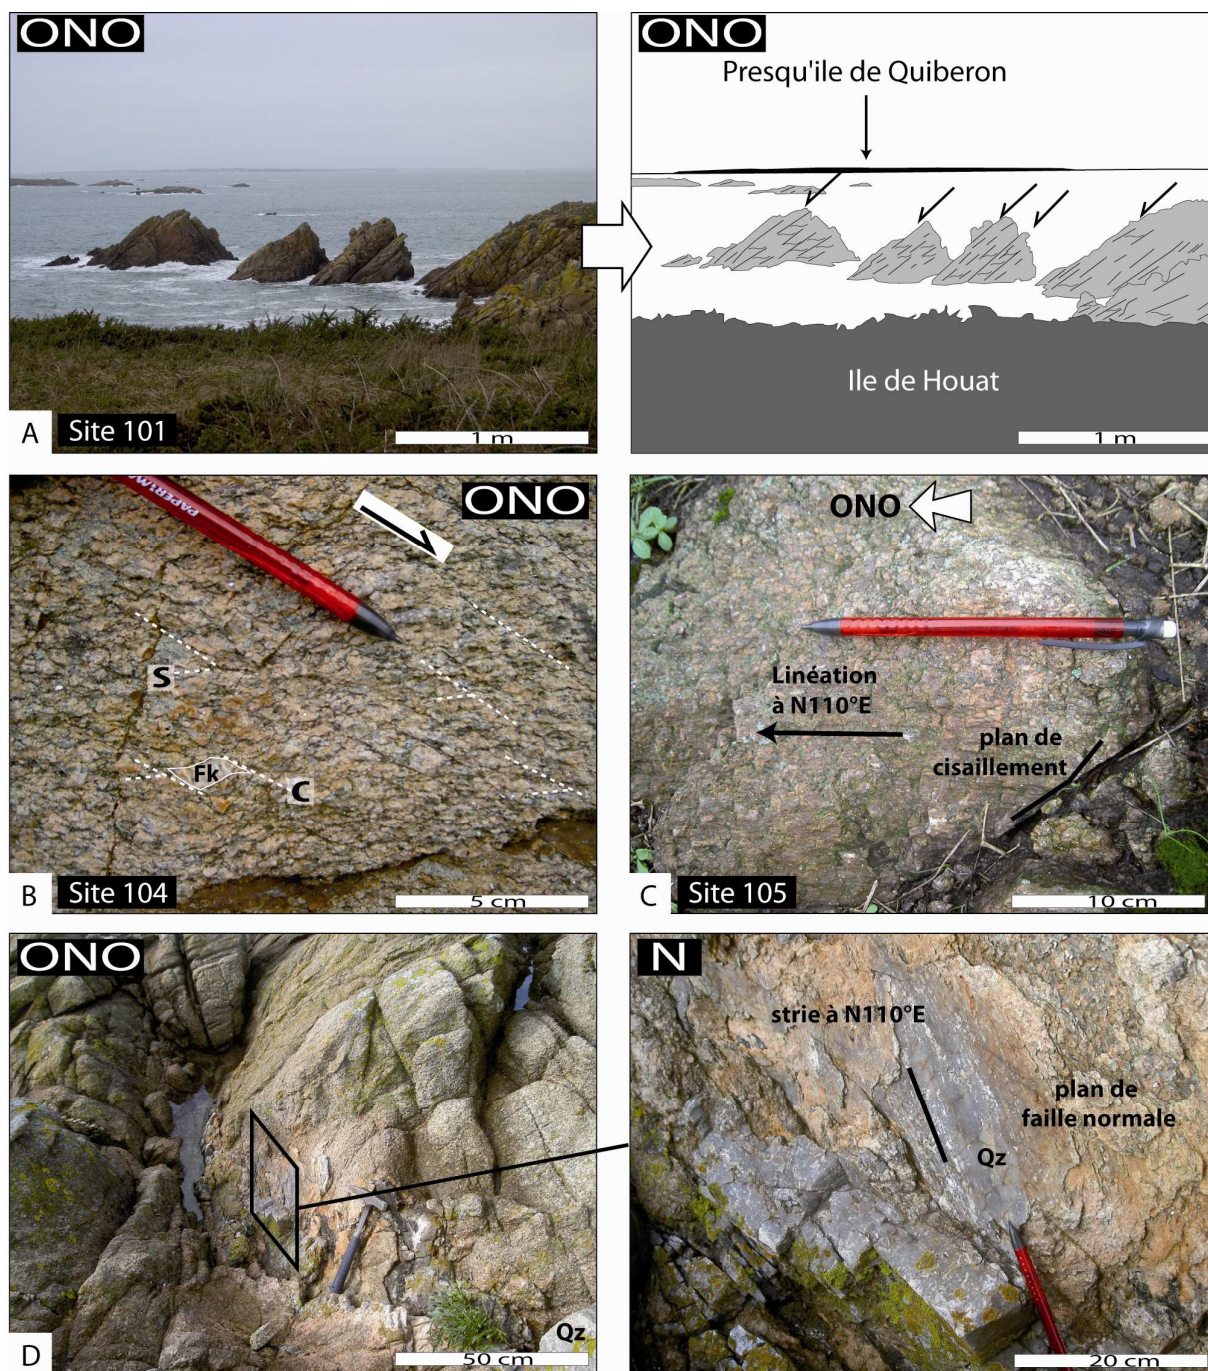 ONO
A
Site 101
1 m
ONO
Presqu'ile de Quiberon
Ile de Houat
1 m
PAPER:M
ONO
S
Fk
C
B
Site 104
5 cm
ONO
Linéation
à N110°E
plan de
cisaillement
C
Site 105
10 cm
ONO
D
Qz
50 cm
N
strie à N110°E
plan de
faille normale
Qz
20 cm